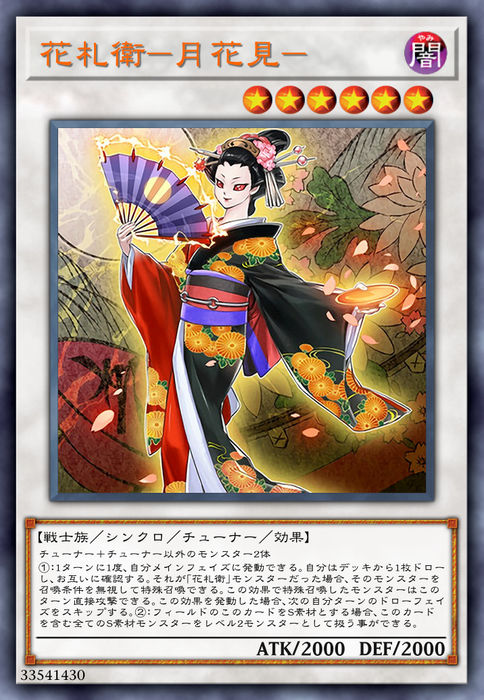 花札衛－月花見－
やみ
闇
【戦士族／シンクロ／チューナー／効果】
チューナー＋チューナー以外のモンスター2体
①：1ターンに1度、自分メインフェイズに発動できる。自分はデッキから1枚ドロー
し、お互いに確認する。それが「花札衛」モンスターだった場合、そのモンスターを
召喚条件を無視して特殊召喚できる。この効果で特殊召喚したモンスターはこの
ターン直接攻撃できる。この効果を発動した場合、次の自分ターンのドローフェイ
ズをスキップする。②：フィールドのこのカードをS素材とする場合、このカード
を含む全てのS素材モンスターをレベル2モンスターとして扱う事ができる。
ATK/2000 DEF/2000
33541430